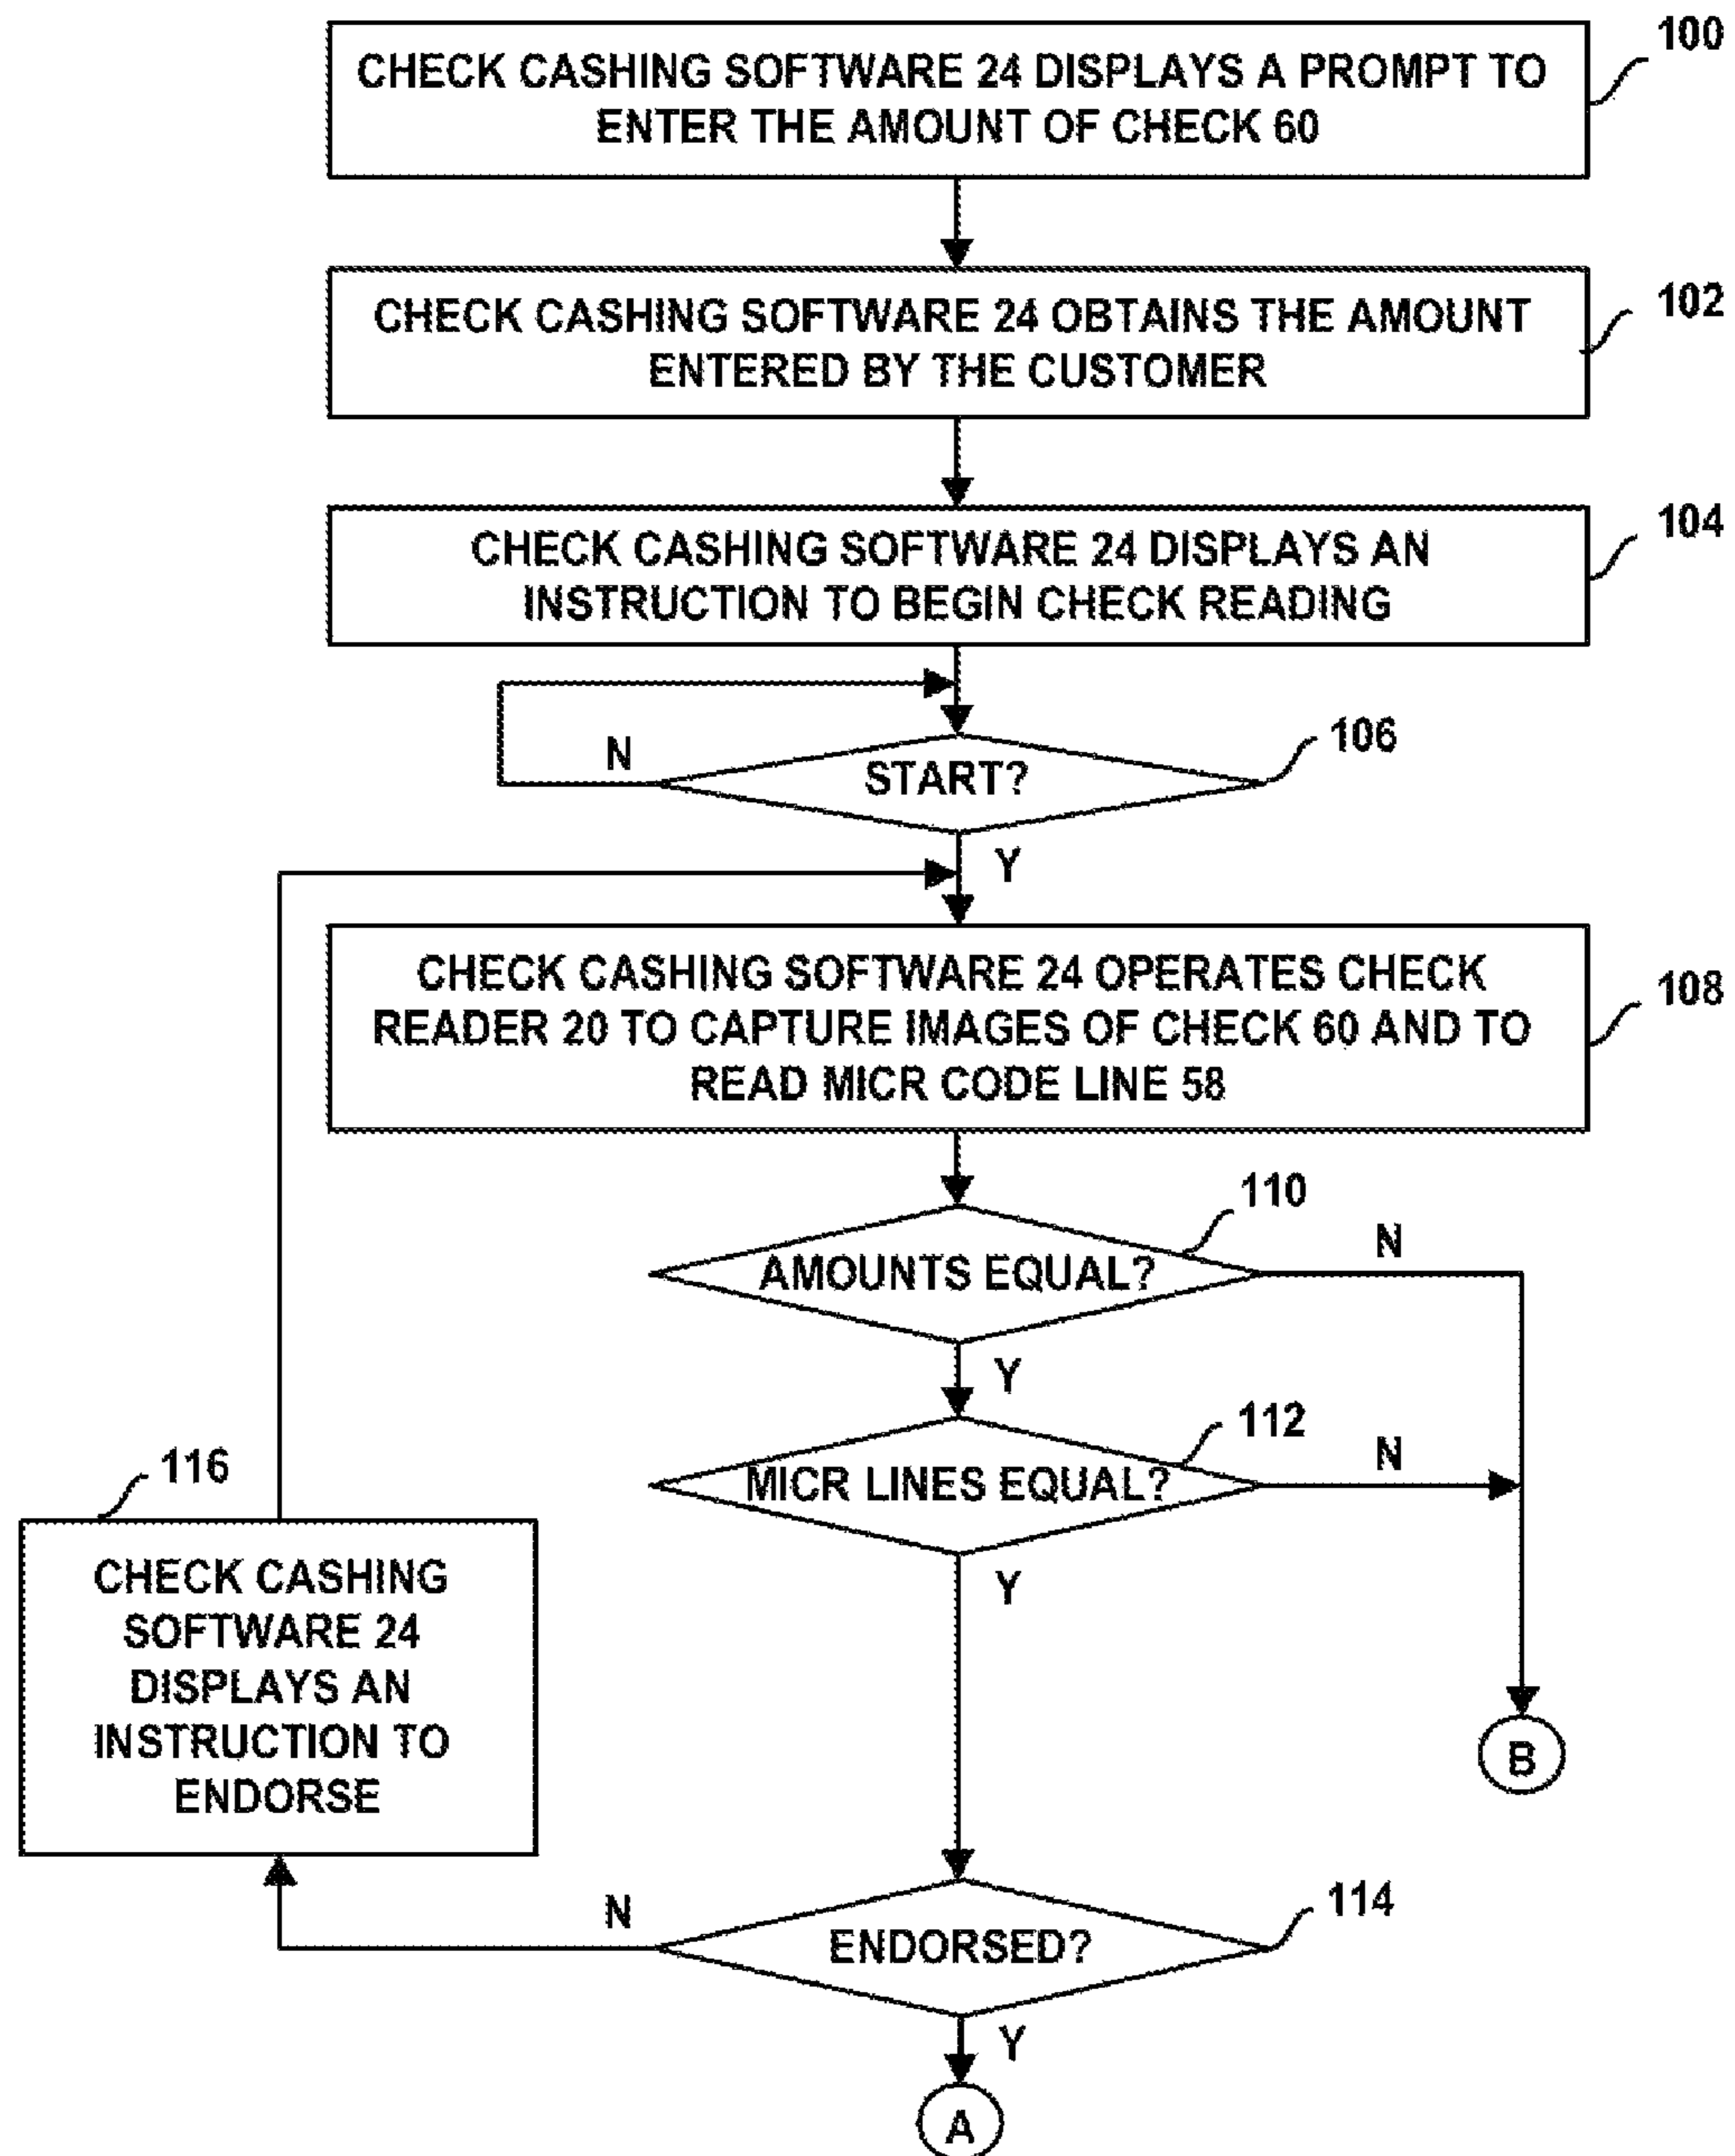 100
CHECK CASHING SOFTWARE 24 DISPLAYS A PROMPT TO
ENTER THE AMOUNT OF CHECK 60
102
CHECK CASHING SOFTWARE 24 OBTAINS THE AMOUNT
ENTERED BY THE CUSTOMER
104
CHECK CASHING SOFTWARE 24 DISPLAYS AN
INSTRUCTION TO BEGIN CHECK READING
106
N
START?
Y
CHECK CASHING SOFTWARE 24 OPERATES CHECK
READER 20 TO CAPTURE IMAGES OF CHECK 60 AND TO
READ MICR CODE LINE 58
108
110
N
AMOUNTS EQUAL?
Y
112
N
MICR LINES EQUAL?
Y
116
CHECK CASHING
SOFTWARE 24
DISPLAYS AN
INSTRUCTION TO
ENDORSE
B
114
N
ENDORSED?
Y
A